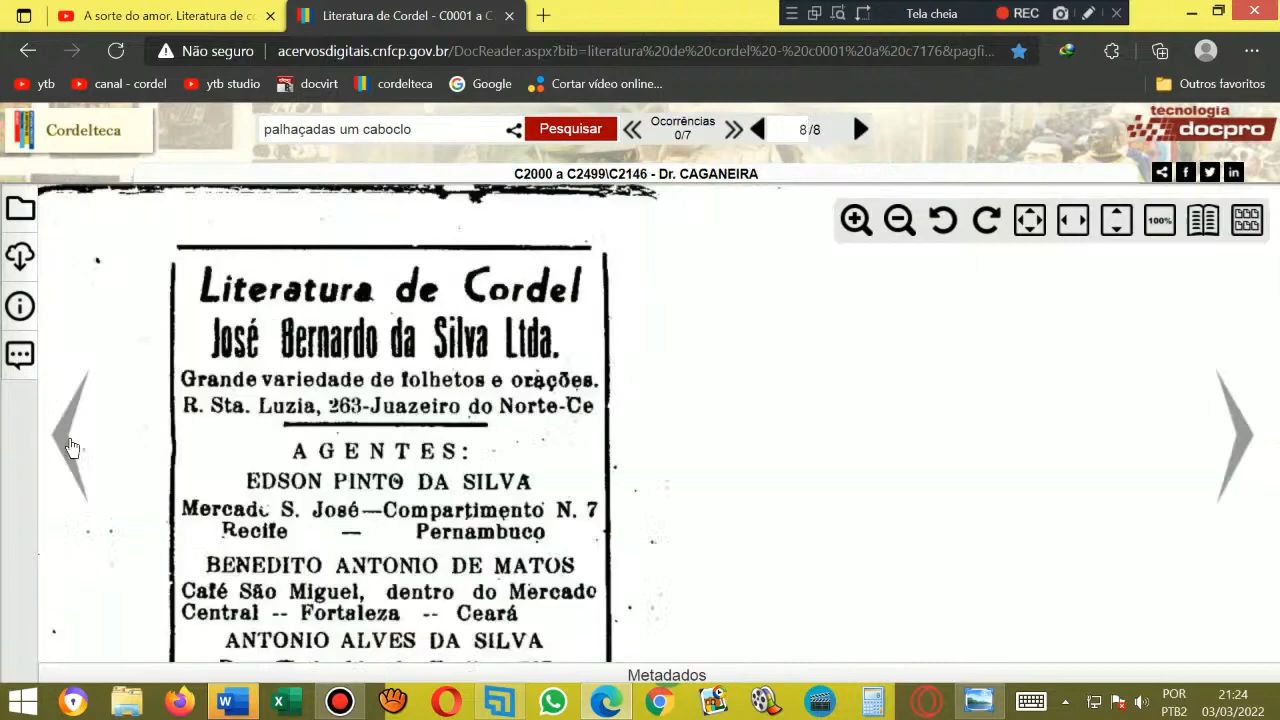 A sorte do amor. Literatura de co
Literatura de Cordel - C0001 a C
Tela cheia
REC
Não seguro
acervosdigitais.cnfcp.gov.br/DocReader.aspx?bib=literatura%20de%20cordel%20-%20c0001%20a%20c7176&pagfi...
ytb
canal - cordel
ytb studio
docvirt
cordelteca
Google
Cortar vídeo online...
Outros favoritos
Cordelteca
palhaçadas um caboclo
Pesquisar
Ocorrências
0/7
8/8
tecnologia
docpro
C2000 a C2499\C2146 - Dr. CAGANEIRA
100%
Literatura de Cordel
José Bernardo da Silva Ltda.
Grande variedade de folhetos e orações.
R. Sta. Luzia, 263-Juazeiro do Norte-Ce
AGENTES:
EDSON PINTO DA SILVA
Mercado S. José—Compartimento N. 7
Recife — Pernambuco
BENEDITO ANTONIO DE MATOS
Café São Miguel, dentro do Mercado
Central -- Fortaleza -- Ceará
ANTONIO ALVES DA SILVA
Metadados
POR
PTB2
21:24
03/03/2022